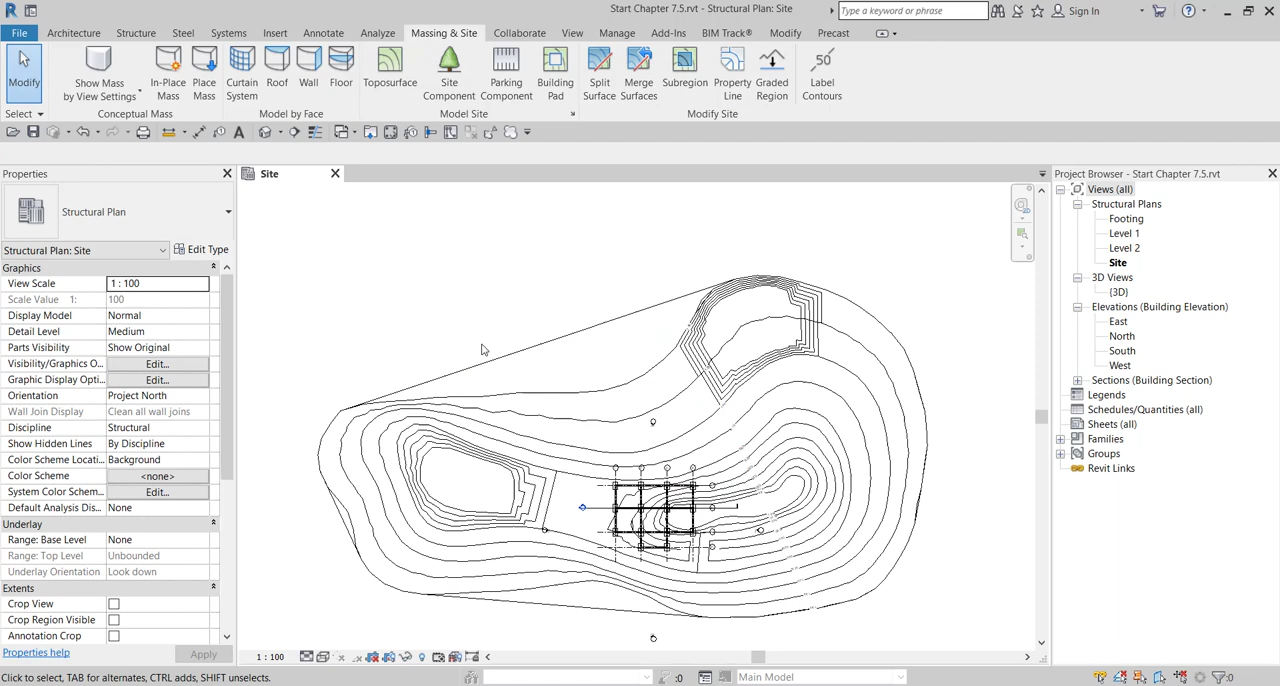 Start Chapter 7.5.rvt - Structural Plan: Site
Type a keyword or phrase
Sign In
File Architecture Structure Steel Systems Insert Annotate Analyze Massing & Site Collaborate View Manage Add-Ins BIM Track® Modify Precast
Modify
Show Mass by View Settings
In-Place Mass
Place Mass
Curtain System
Roof
Wall
Floor
Toposurface
Site Component
Parking Component
Building Pad
Split Surface
Merge Surfaces
Subregion
Property Line
Graded Region
Label Contours
Select
Conceptual Mass
Model by Face
Model Site
Modify Site
Properties
Site
Project Browser - Start Chapter 7.5.rvt
Structural Plan
Structural Plan: Site
Edit Type
Graphics
View Scale 1 : 100
Scale Value 1: 100
Display Model Normal
Detail Level Medium
Parts Visibility Show Original
Visibility/Graphics O... Edit...
Graphic Display Opti... Edit...
Orientation Project North
Wall Join Display Clean all wall joins
Discipline Structural
Show Hidden Lines By Discipline
Color Scheme Locati... Background
Color Scheme <none>
System Color Schem... Edit...
Default Analysis Dis... None
Underlay
Range: Base Level None
Range: Top Level Unbounded
Underlay Orientation Look down
Extents
Crop View
Crop Region Visible
Annotation Crop
Properties help
Apply
Views (all)
Structural Plans
Footing
Level 1
Level 2
Site
3D Views
{3D}
Elevations (Building Elevation)
East
North
South
West
Sections (Building Section)
Legends
Schedules/Quantities (all)
Sheets (all)
Families
Groups
Revit Links
1 : 100
Click to select, TAB for alternates, CTRL adds, SHIFT unselects.
:0
Main Model
:0